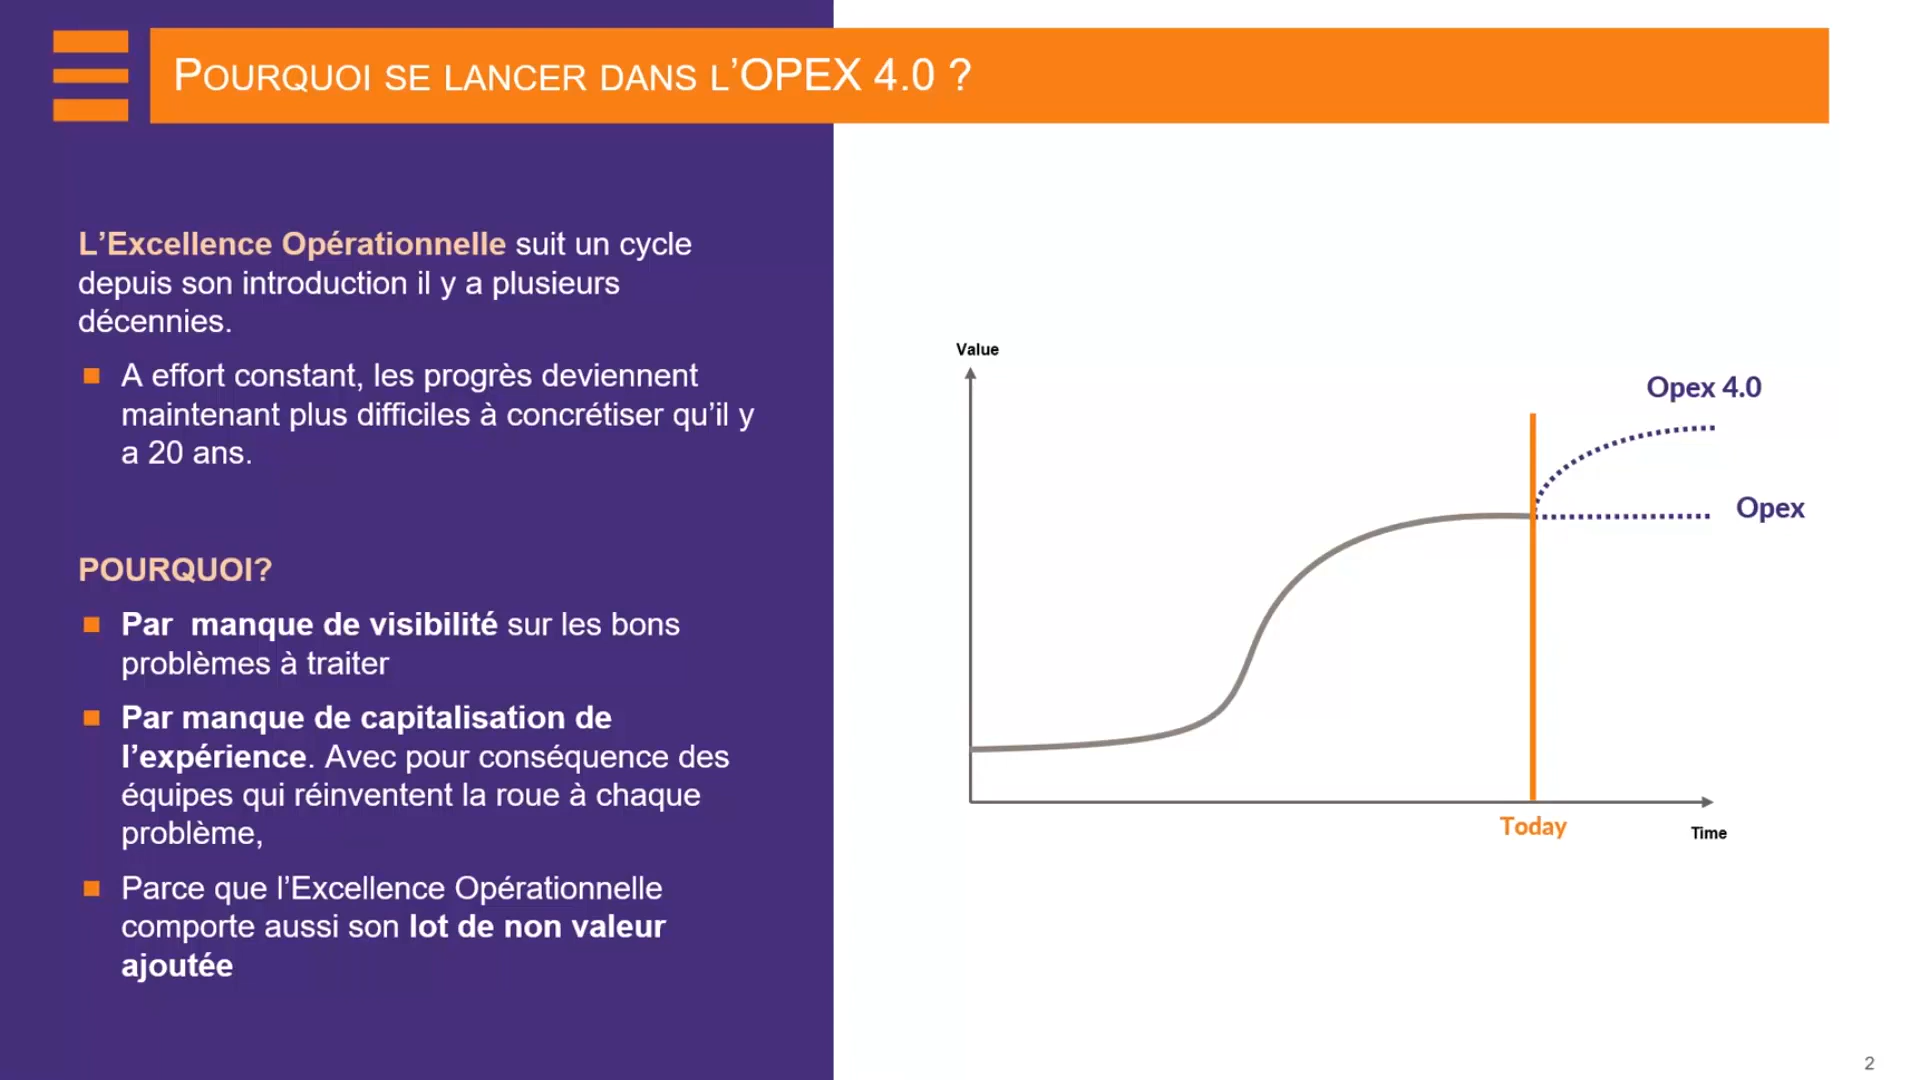 POURQUOI SE LANCER DANS L’OPEX 4.0 ?
L’Excellence Opérationnelle suit un cycle
depuis son introduction il y a plusieurs
décennies.
A effort constant, les progrès deviennent
maintenant plus difficiles à concrétiser qu’il y
a 20 ans.
POURQUOI?
Par  manque de visibilité sur les bons
problèmes à traiter
Par manque de capitalisation de
l’expérience. Avec pour conséquence des
équipes qui réinventent la roue à chaque
problème,
Parce que l’Excellence Opérationnelle
comporte aussi son lot de non valeur
ajoutée
Value
Opex 4.0
Opex
Today
Time
2